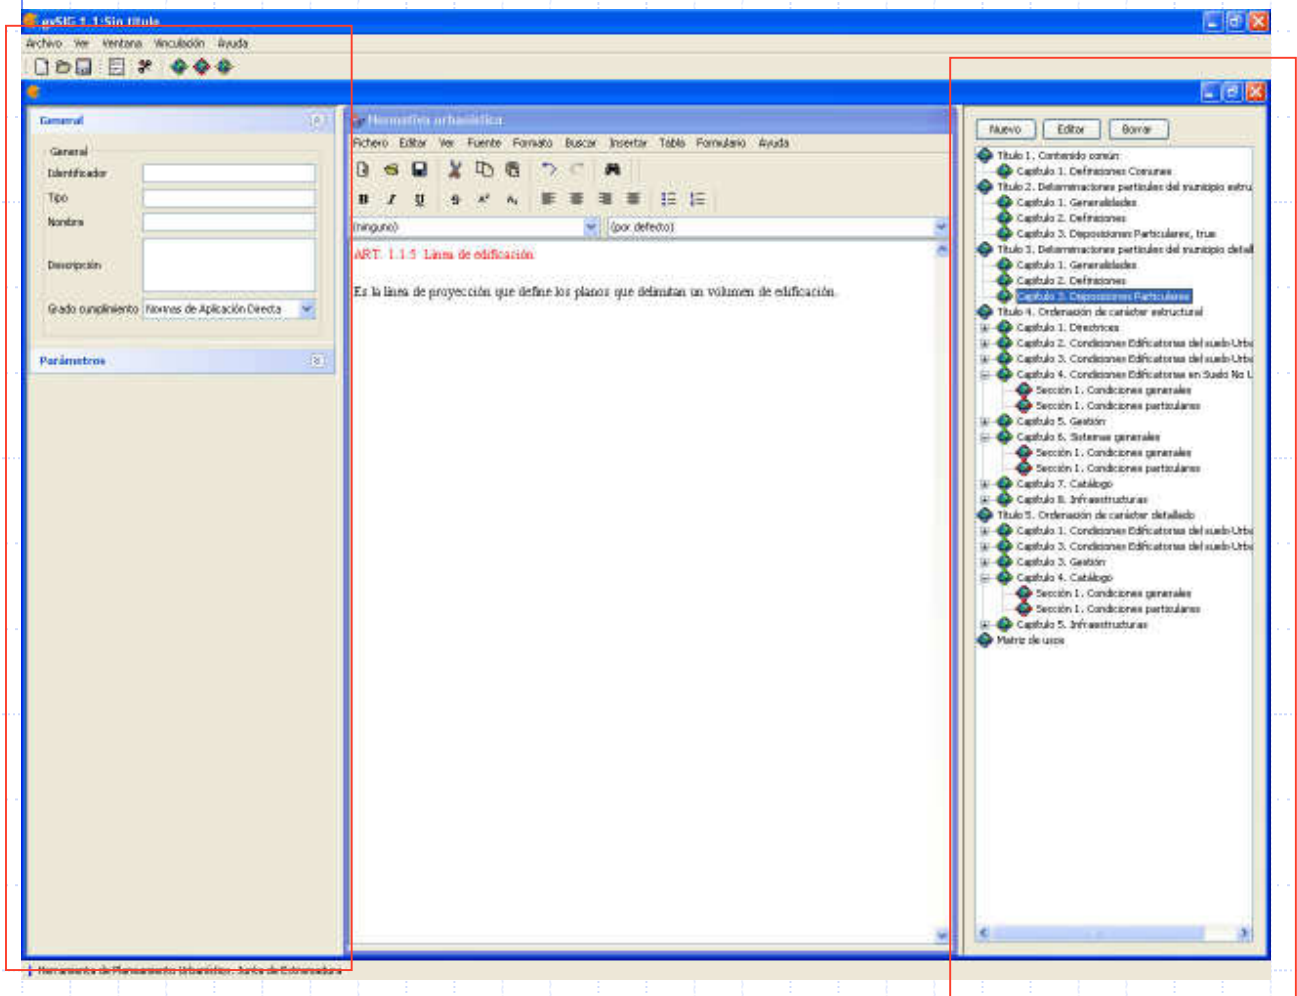 gvSIG 1.1:Sin título
Archivo Ver Ventana Vinculación Ayuda
General
General
Identificador
Tipo
Nombre
Descripción
Grado cumplimiento Normas de Aplicación Directa
Parámetros
Normativa urbanística
Fichero Editar Ver Fuente Formato Buscar Insertar Tabla Formulario Ayuda
(ninguno) (por defecto)
ART. 1.1.5 Línea de edificación
Es la línea de proyección que define los planos que delimitan un volumen de edificación.
Nuevo Editar Borrar
Título 1. Contenido común
Capítulo 1. Definiciones Comunes
Título 2. Determinaciones particules del municipio estru
Capítulo 1. Generalidades
Capítulo 2. Definiciones
Capítulo 3. Disposiciones Particulares, true
Título 3. Determinaciones particules del municipio detall
Capítulo 1. Generalidades
Capítulo 2. Definiciones
Capítulo 3. Disposiciones Particulares
Título 4. Ordenación de carácter estructural
Capítulo 1. Directrices
Capítulo 2. Condiciones Edificatorias del suelo Urba
Capítulo 3. Condiciones Edificatorias del suelo Urba
Capítulo 4. Condiciones Edificatorias en Suelo No U
Sección 1. Condiciones generales
Sección 1. Condiciones particulares
Capítulo 5. Gestión
Capítulo 6. Sistemas generales
Sección 1. Condiciones generales
Sección 1. Condiciones particulares
Capítulo 7. Catálogo
Capítulo 8. Infraestructuras
Título 5. Ordenación de carácter detallado
Capítulo 1. Condiciones Edificatorias del suelo Urba
Capítulo 3. Condiciones Edificatorias del suelo Urba
Capítulo 3. Gestión
Capítulo 4. Catálogo
Sección 1. Condiciones generales
Sección 1. Condiciones particulares
Capítulo 5. Infraestructuras
Matriz de usos
Herramienta de Planeamiento Urbanístico. Junta de Extremadura